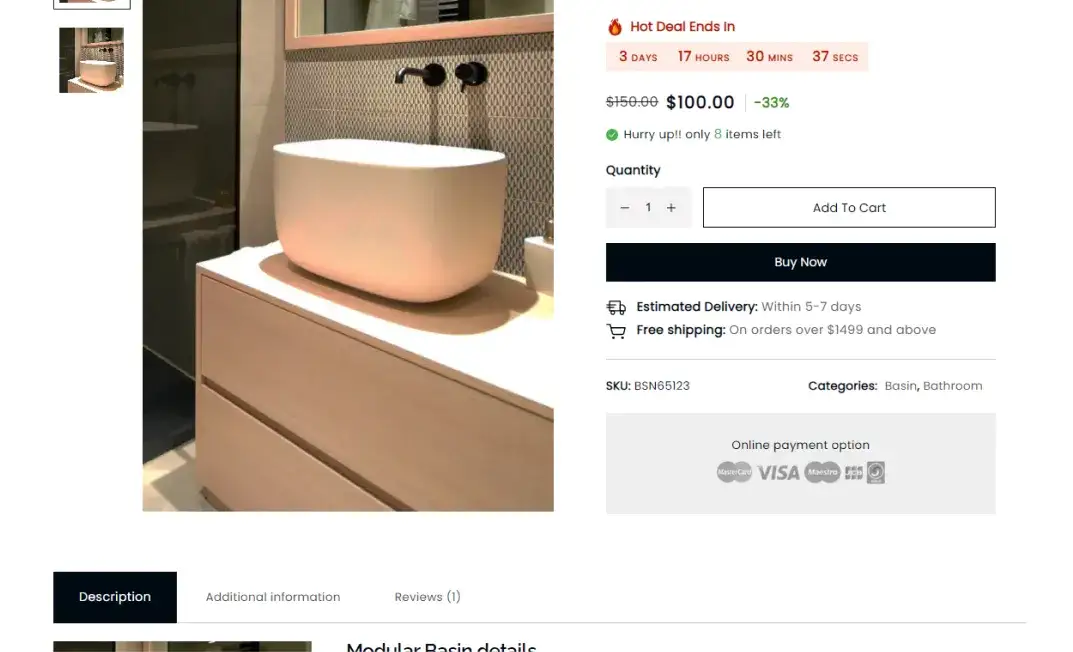 Hot Deal Ends In
3 DAYS 17 HOURS 30 MINS 37 SECS
$150.00 $100.00 -33%
Hurry up!! only 8 items left
Quantity
− 1 + Add To Cart
Buy Now
Estimated Delivery: Within 5-7 days
Free shipping: On orders over $1499 and above
SKU: BSN65123 Categories: Basin, Bathroom
Online payment option
MasterCard VISA Maestro
Description Additional information Reviews (1)
Modular Basin details